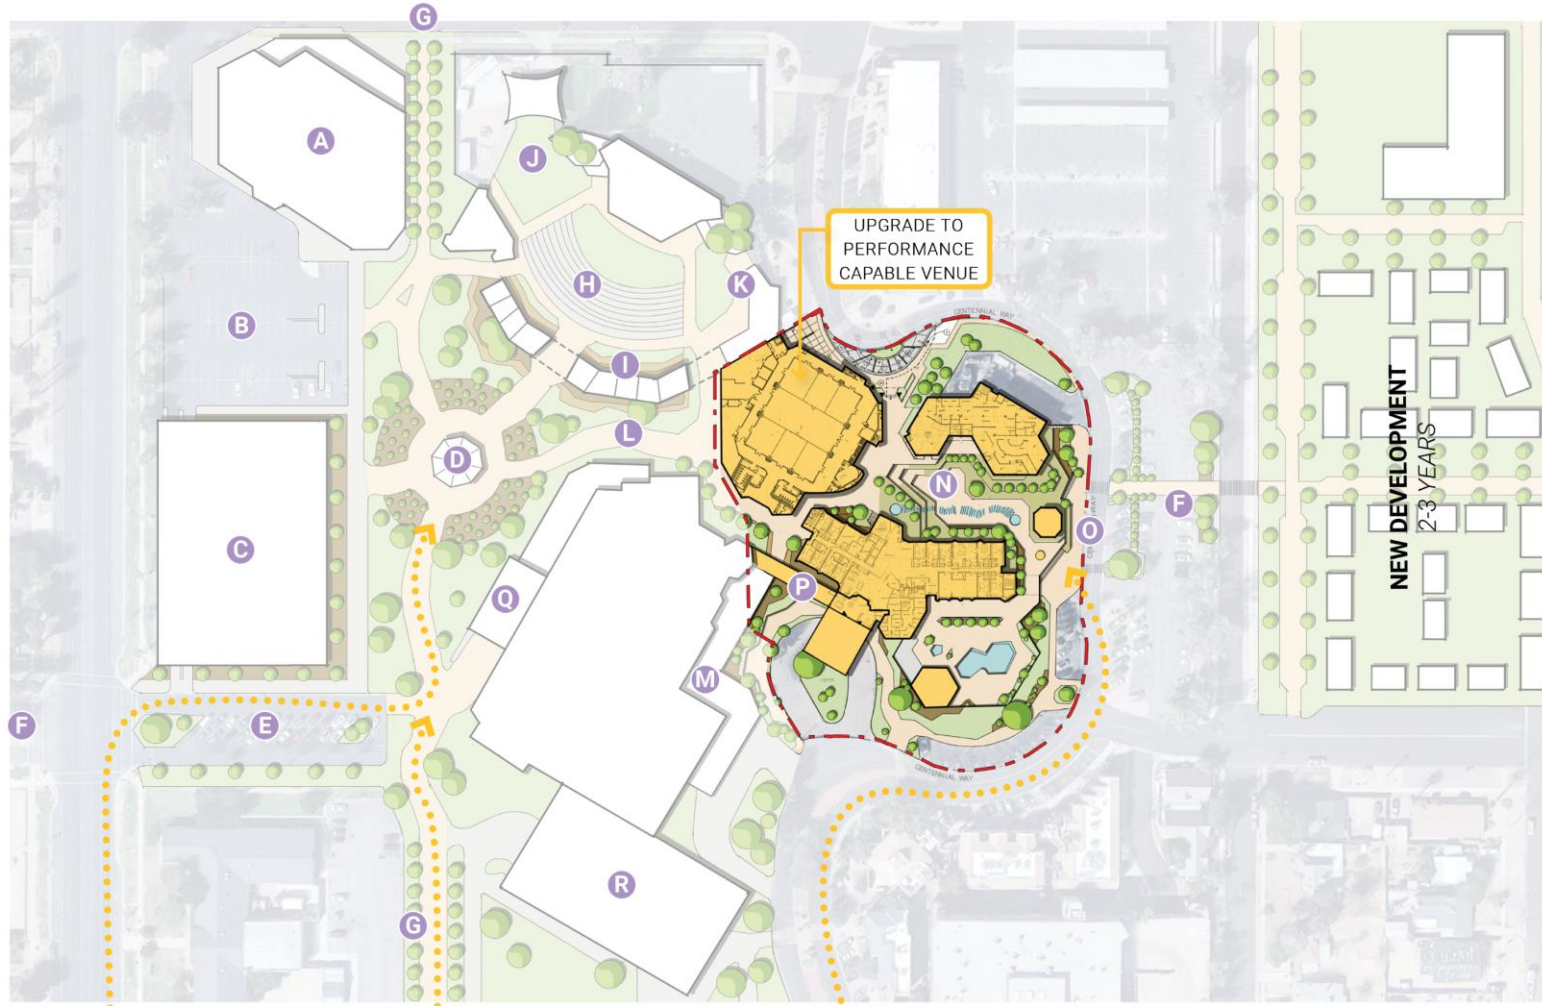 G
A
J
UPGRADE TO
PERFORMANCE
CAPABLE VENUE
H
K
B
CENTENNIAL WAY
I
L
D
N
F
O
C
P
Q
NEW DEVELOPMENT
2-3 YEARS
M
F
E
CENTENNIAL WAY
R
G